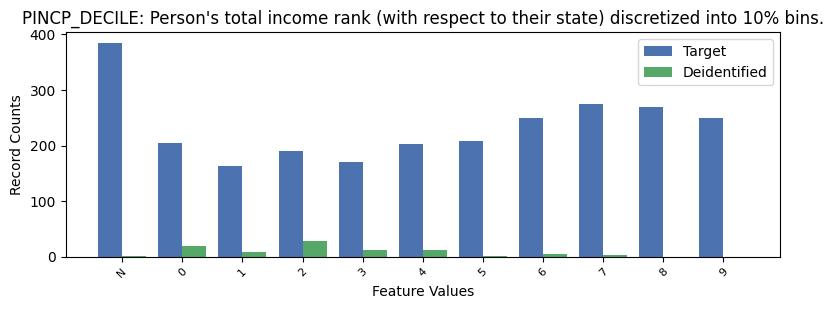 PINCP_DECILE: Person's total income rank (with respect to their state) discretized into 10% bins.
400
300
200
100
0
Record Counts
Target
Deidentified
N 0 1 2 3 4 5 6 7 8 9
Feature Values